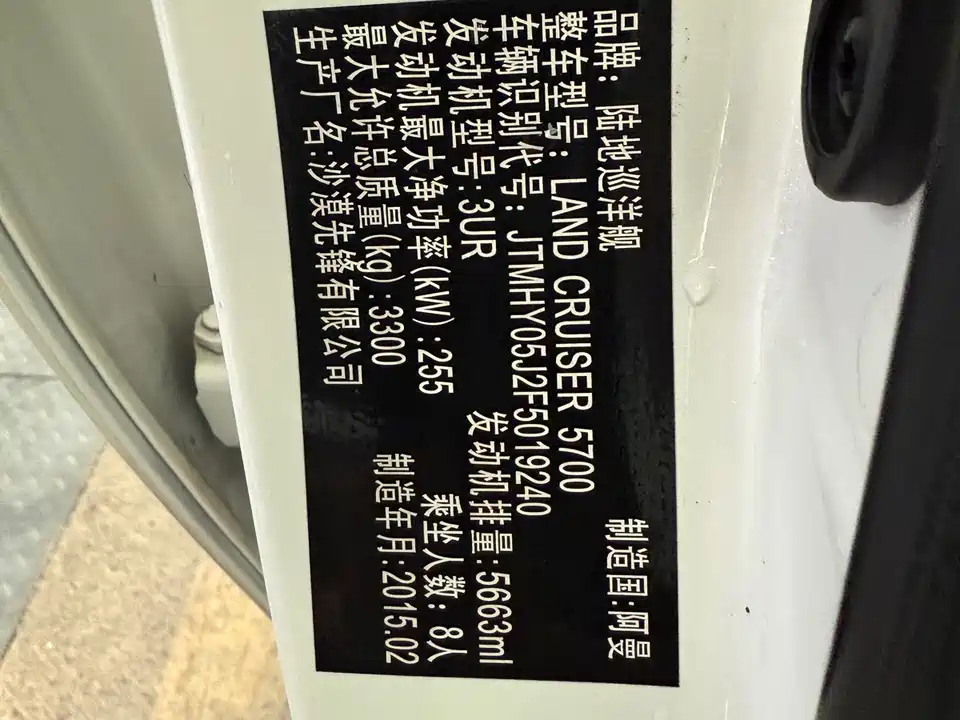 品牌: 陆地巡洋舰 制造国:阿曼
整车型号: LAND CRUISER 5700
车辆识别代号: JTMHY05J2F5019240
发动机型号:3UR 发动机排量:5663ml
发动机最大净功率(kW):255 乘坐人数: 8人
最大允许总质量(kg):3300 制造年月:2015.02
生产厂名:沙漠先锋有限公司